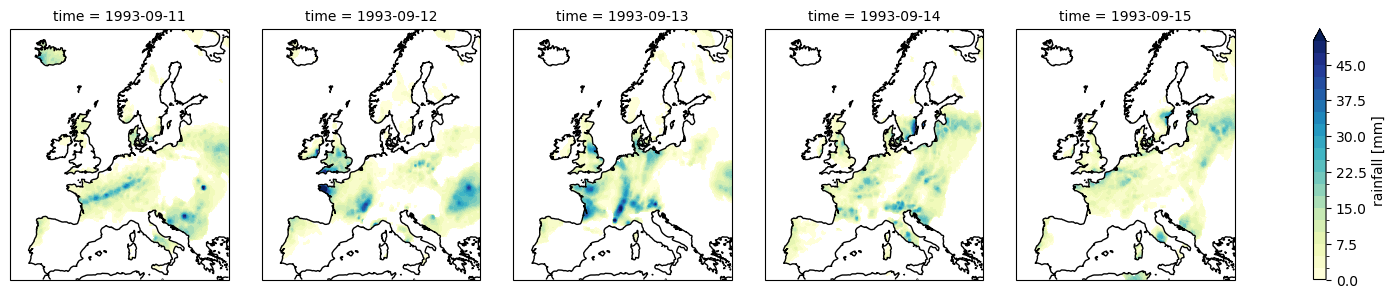 time = 1993-09-11
time = 1993-09-12
time = 1993-09-13
time = 1993-09-14
time = 1993-09-15
45.0
37.5
30.0
22.5
15.0
7.5
0.0
rainfall [mm]